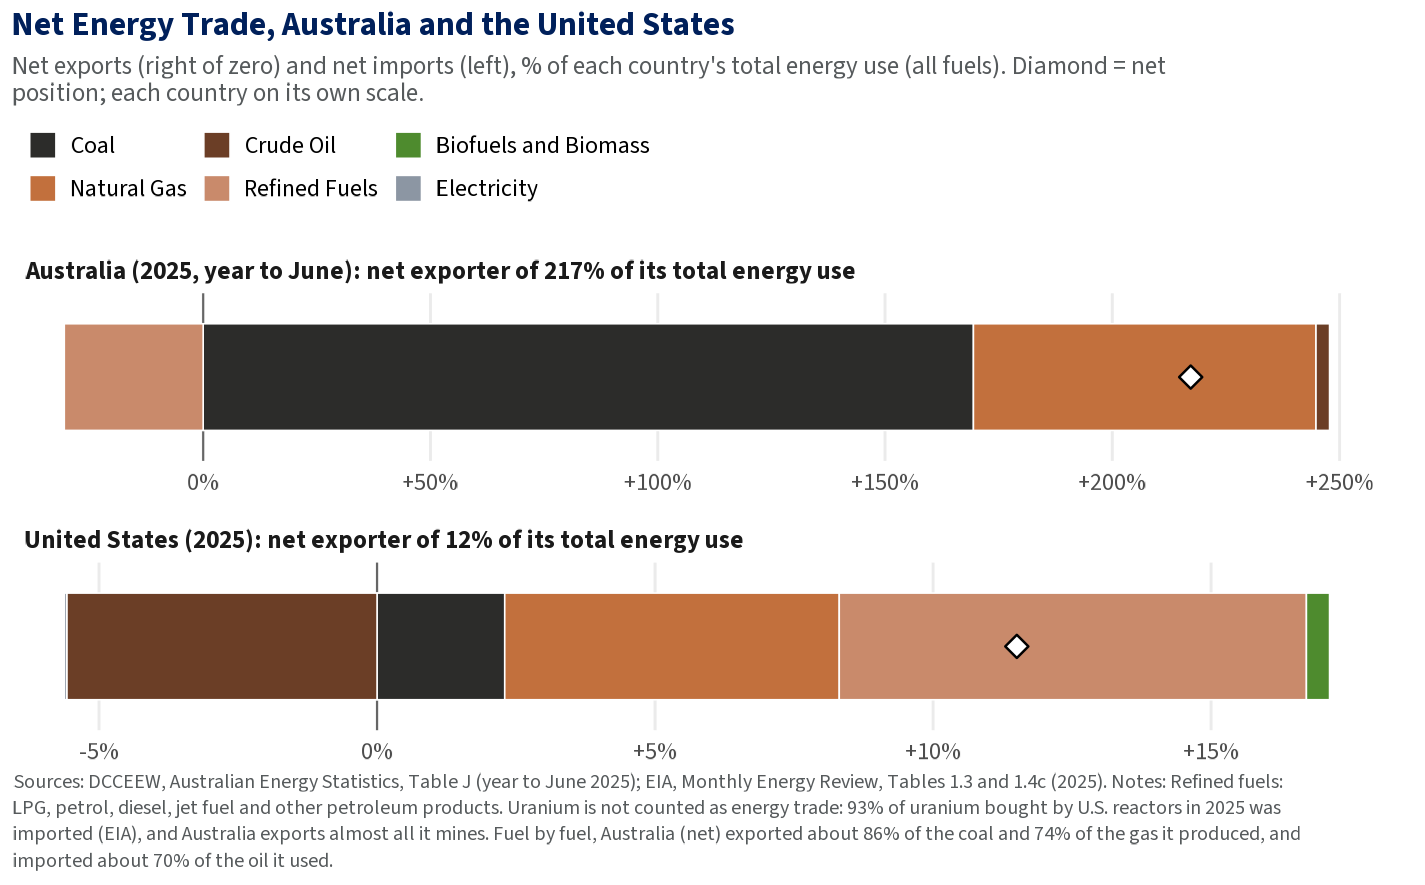 Net Energy Trade, Australia and the United States
Net exports (right of zero) and net imports (left), % of each country's total energy use (all fuels). Diamond = net
position; each country on its own scale.
Coal
Crude Oil
Biofuels and Biomass
Natural Gas
Refined Fuels
Electricity
Australia (2025, year to June): net exporter of 217% of its total energy use
0%
+50%
+100%
+150%
+200%
+250%
United States (2025): net exporter of 12% of its total energy use
-5%
0%
+5%
+10%
+15%
Sources: DCCEEW, Australian Energy Statistics, Table J (year to June 2025); EIA, Monthly Energy Review, Tables 1.3 and 1.4c (2025). Notes: Refined fuels:
LPG, petrol, diesel, jet fuel and other petroleum products. Uranium is not counted as energy trade: 93% of uranium bought by U.S. reactors in 2025 was
imported (EIA), and Australia exports almost all it mines. Fuel by fuel, Australia (net) exported about 86% of the coal and 74% of the gas it produced, and
imported about 70% of the oil it used.